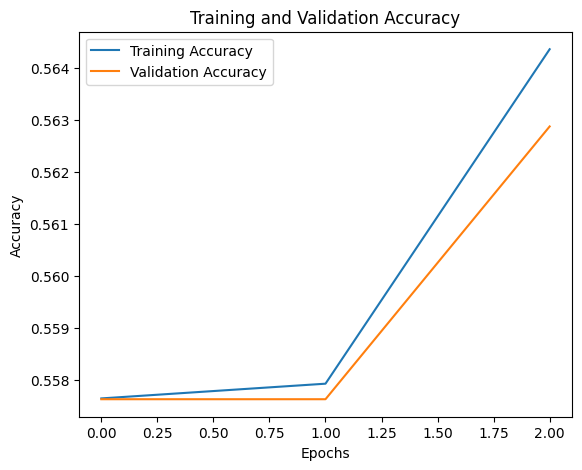 Training and Validation Accuracy
Training Accuracy
Validation Accuracy
0.564
0.563
0.562
0.561
0.560
0.559
0.558
Accuracy
0.00 0.25 0.50 0.75 1.00 1.25 1.50 1.75 2.00
Epochs